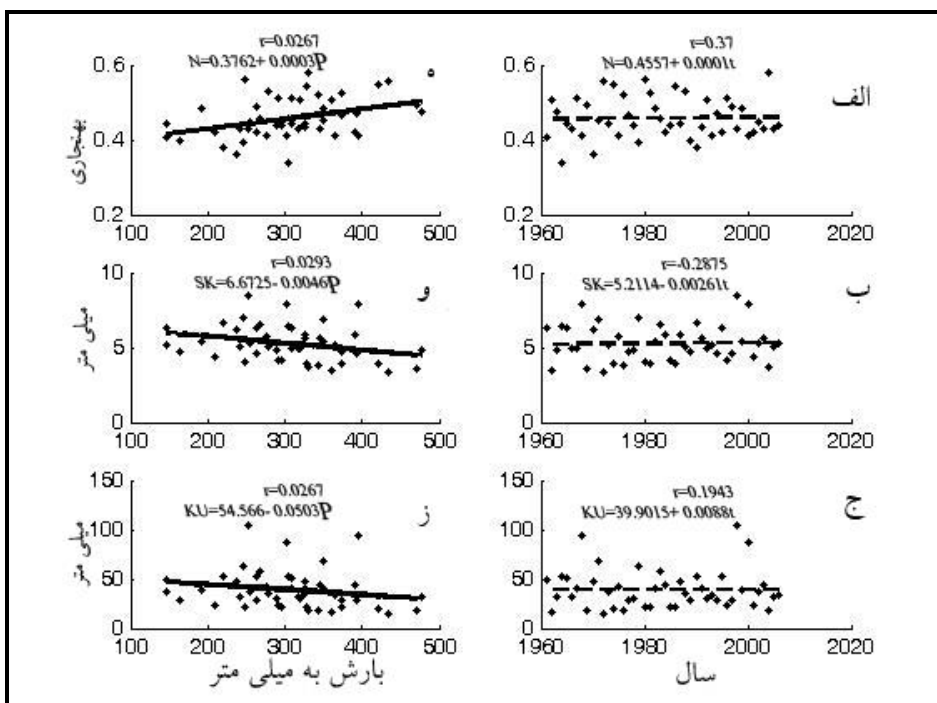 r=0.37
N=0.4557+ 0.0001t
الف
0.6
0.4
0.2
1960 1980 2000 2020
r=0.0267
N=0.3762+ 0.0003P
ه
بهنجاری
0.6
0.4
0.2
100 200 300 400 500
r=-0.2875
SK=5.2114- 0.00261t
ب
10
5
0
1960 1980 2000 2020
r=0.0293
SK=6.6725- 0.0046P
و
میلی متر
10
5
0
100 200 300 400 500
r=0.1943
KU=39.9015+ 0.0088t
ج
150
100
50
0
1960 1980 2000 2020
سال
r=0.0267
KU=54.566- 0.0503P
ز
میلی متر
150
100
50
0
100 200 300 400 500
بارش به میلی متر